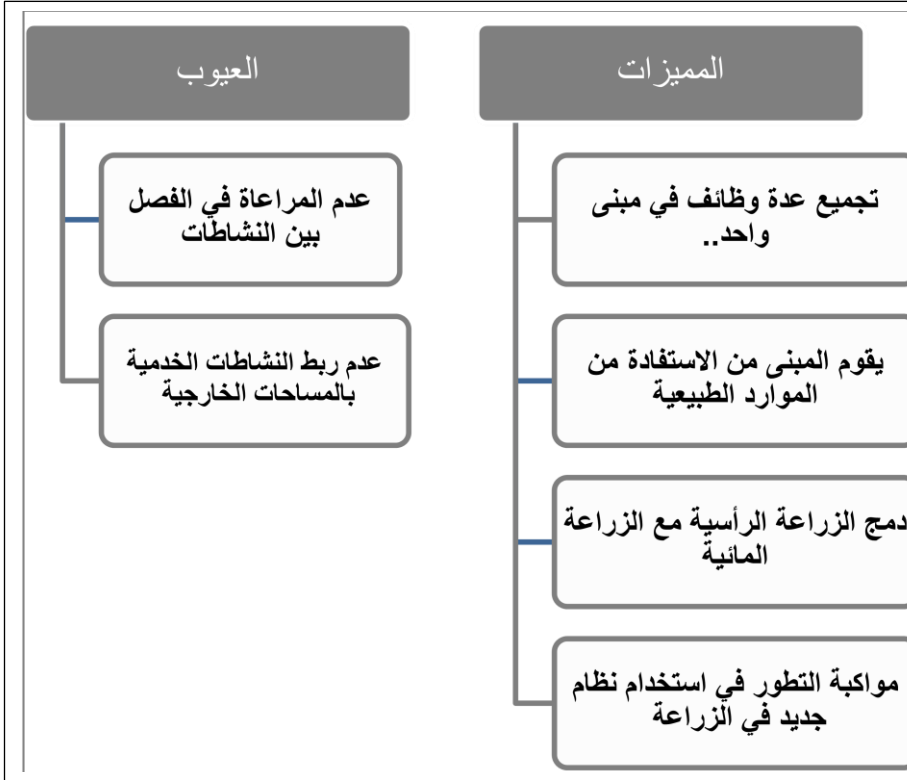 المميزات
تجميع عدة وظائف في مبنى
واحد..
يقوم المبنى من الاستفادة من
الموارد الطبيعية
دمج الزراعة الرأسية مع الزراعة
المائية
مواكبة التطور في استخدام نظام
جديد في الزراعة
العيوب
عدم المراعاة في الفصل
بين النشاطات
عدم ربط النشاطات الخدمية
بالمساحات الخارجية